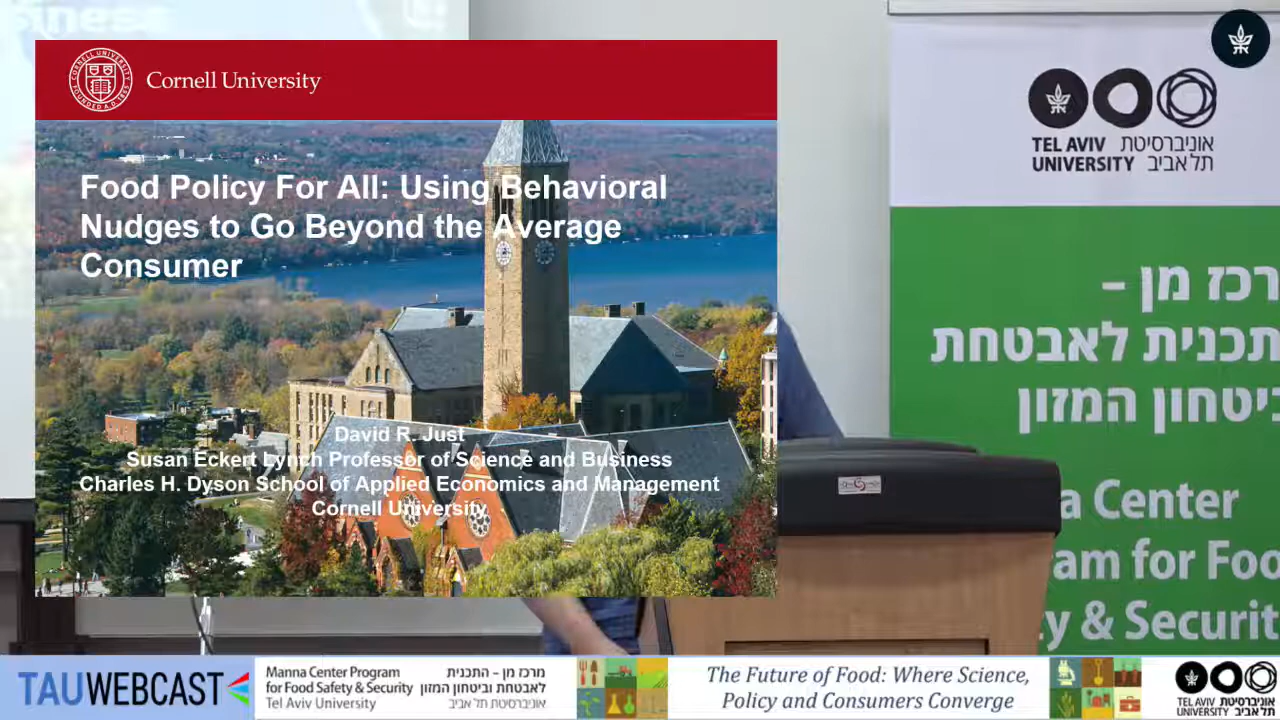 Cornell University
Food Policy For All: Using Behavioral
Nudges to Go Beyond the Average
Consumer
David R. Just
Susan Eckert Lynch Professor of Science and Business
Charles H. Dyson School of Applied Economics and Management
Cornell University
TEL AVIV אוניברסיטת
UNIVERSITY תל אביב
רכז מן –
תכנית לאבטחת
יטחון המזון
a Center
am for Foo
y & Securit
TAUWEBCAST
Manna Center Program
for Food Safety & Security
Tel Aviv University
מרכז מן – התכנית
לאבטחת וביטחון המזון
אוניברסיטת תל אביב
The Future of Food: Where Science,
Policy and Consumers Converge
TEL AVIV אוניברסיטת
UNIVERSITY תל אביב